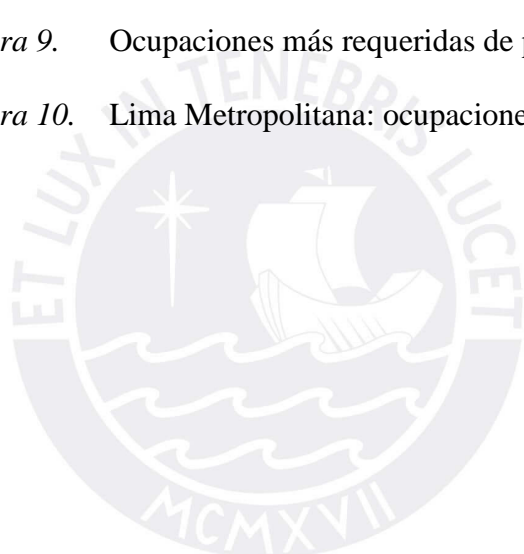 ra 9. Ocupaciones más requeridas de
ra 10. Lima Metropolitana: ocupacione
ET LUX IN TENEBRIS LUCET
MCMXVII